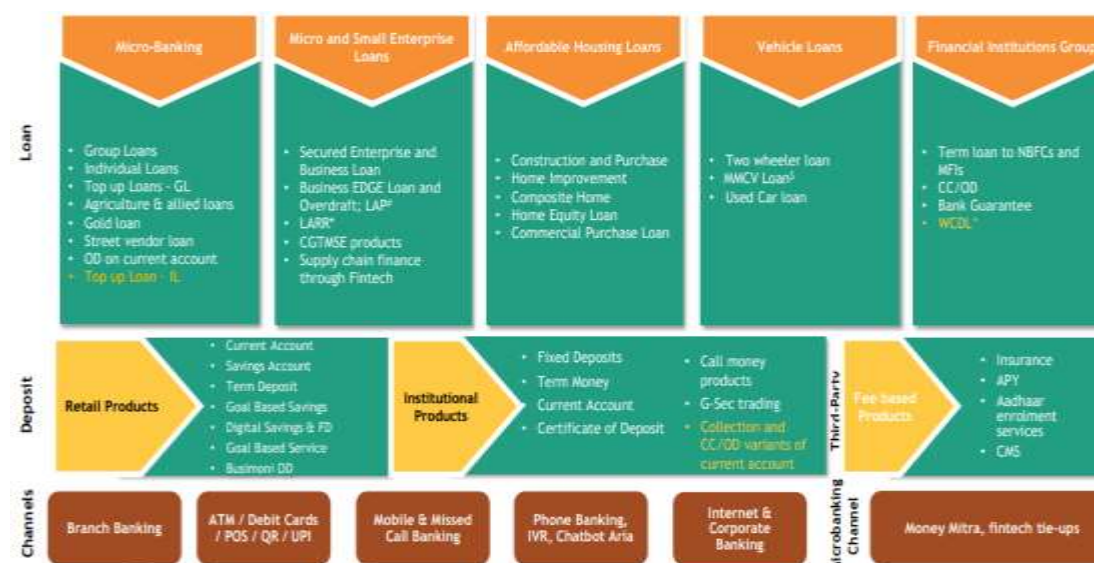 Micro-Banking
Micro and Small Enterprise
Loans
Affordable Housing Loans
Vehicle Loans
Financial Institutions Group
Loan
• Group Loans
• Individual Loans
• Top up Loans - GL
• Agriculture & allied loans
• Gold loan
• Street vendor loan
• OD on current account
• Top up Loan - IL
• Secured Enterprise and
Business Loan
• Business EDGE Loan and
Overdraft; LAP#
• LARR*
• CGTMSE products
• Supply chain finance
through Fintech
• Construction and Purchase
• Home Improvement
• Composite Home
• Home Equity Loan
• Commercial Purchase Loan
• Two wheeler loan
• MMCV Loan$
• Used Car loan
• Term loan to NBFCs and
MFIs
• CC/OD
• Bank Guarantee
• WCDL^
Deposit
Retail Products
• Current Account
• Savings Account
• Term Deposit
• Goal Based Savings
• Digital Savings & FD
• Goal Based Service
• Busimoni DD
Institutional
Products
• Fixed Deposits
• Term Money
• Current Account
• Certificate of Deposit
• Call money
products
• G-Sec trading
• Collection and
CC/OD variants of
current account
Third-Party
Fee-based
Products
• Insurance
• APY
• Aadhaar
enrolment
services
• CMS
Channels
Branch Banking
ATM / Debit Cards
/ POS / QR / UPI
Mobile & Missed
Call Banking
Phone Banking,
IVR, Chatbot Aria
Internet &
Corporate
Banking
Microbanking
Channel
Money Mitra, fintech tie-ups